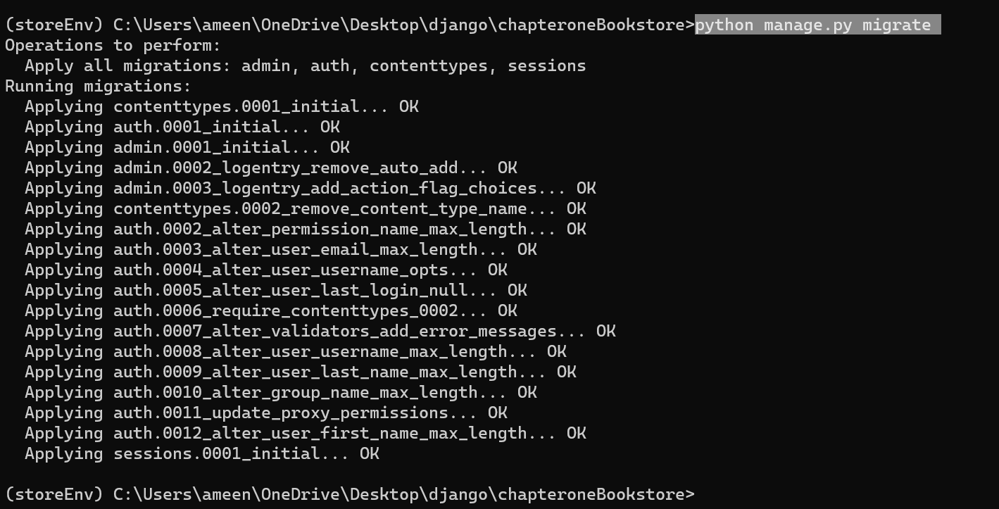 (storeEnv) C:\Users\ameen\OneDrive\Desktop\django\chapteroneBookstore>python manage.py migrate
Operations to perform:
  Apply all migrations: admin, auth, contenttypes, sessions
Running migrations:
  Applying contenttypes.0001_initial... OK
  Applying auth.0001_initial... OK
  Applying admin.0001_initial... OK
  Applying admin.0002_logentry_remove_auto_add... OK
  Applying admin.0003_logentry_add_action_flag_choices... OK
  Applying contenttypes.0002_remove_content_type_name... OK
  Applying auth.0002_alter_permission_name_max_length... OK
  Applying auth.0003_alter_user_email_max_length... OK
  Applying auth.0004_alter_user_username_opts... OK
  Applying auth.0005_alter_user_last_login_null... OK
  Applying auth.0006_require_contenttypes_0002... OK
  Applying auth.0007_alter_validators_add_error_messages... OK
  Applying auth.0008_alter_user_username_max_length... OK
  Applying auth.0009_alter_user_last_name_max_length... OK
  Applying auth.0010_alter_group_name_max_length... OK
  Applying auth.0011_update_proxy_permissions... OK
  Applying auth.0012_alter_user_first_name_max_length... OK
  Applying sessions.0001_initial... OK
(storeEnv) C:\Users\ameen\OneDrive\Desktop\django\chapteroneBookstore>